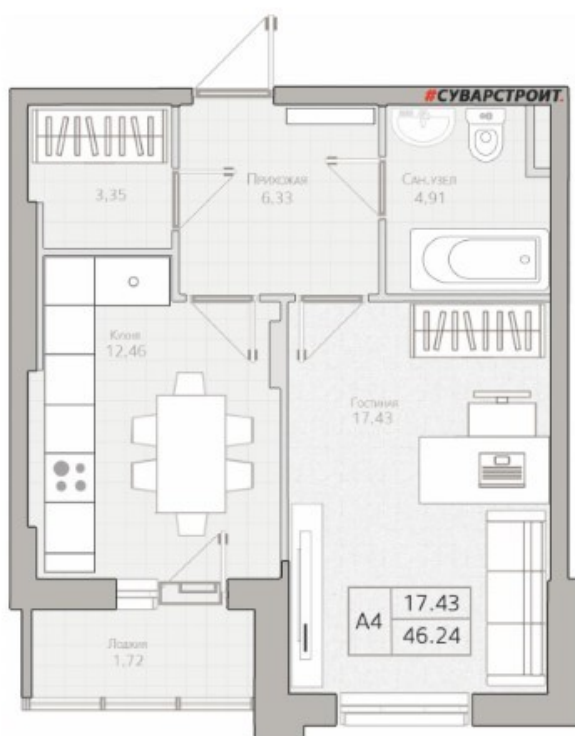 #СУВАРСТРОИТ.
3,35
Прихожая
6.33
Сан.узел
4.91
Кухня
12.46
Гостиная
17.43
А4
17.43
46.24
Лоджия
1.72